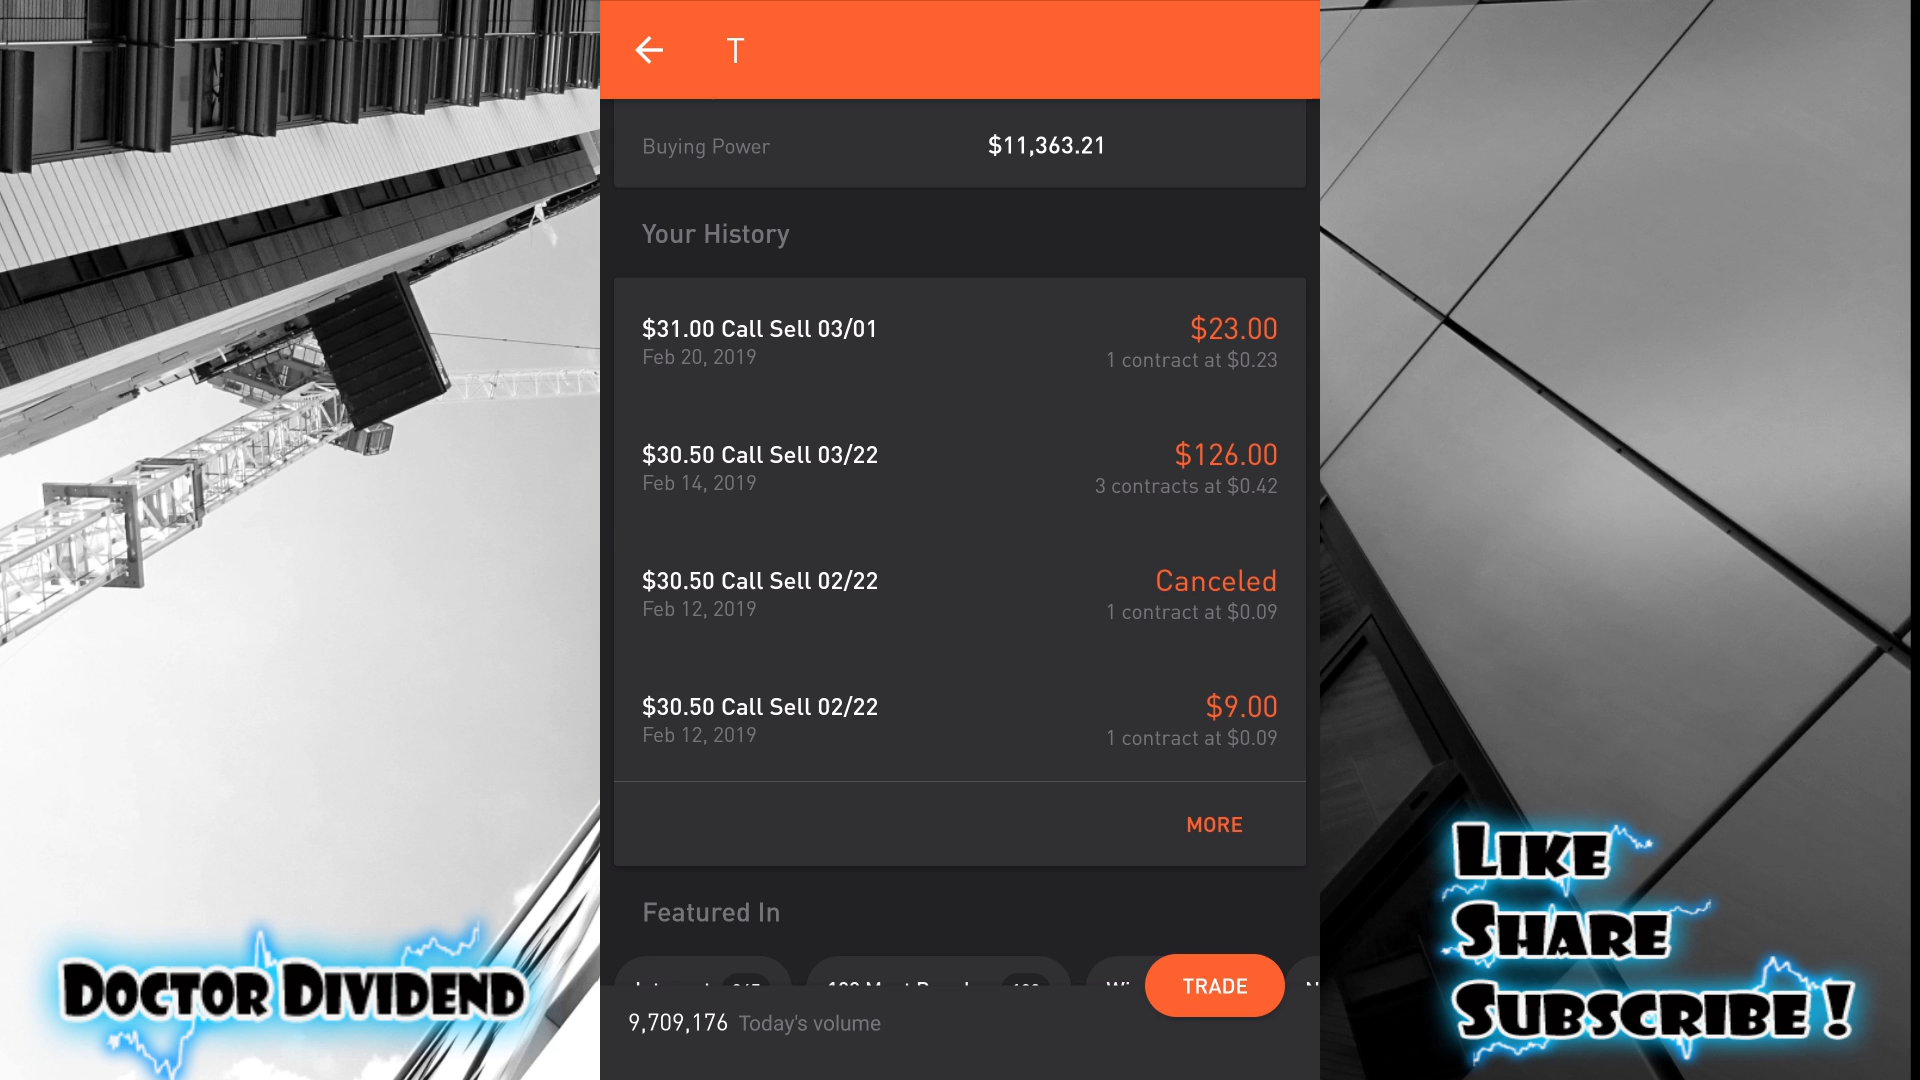 T
Buying Power $11,363.21
Your History
$31.00 Call Sell 03/01 $23.00
Feb 20, 2019 1 contract at $0.23
$30.50 Call Sell 03/22 $126.00
Feb 14, 2019 3 contracts at $0.42
$30.50 Call Sell 02/22 Canceled
Feb 12, 2019 1 contract at $0.09
$30.50 Call Sell 02/22 $9.00
Feb 12, 2019 1 contract at $0.09
MORE
Featured In
TRADE
9,709,176 Today's volume
DOCTOR DIVIDEND
LIKE
SHARE
SUBSCRIBE !